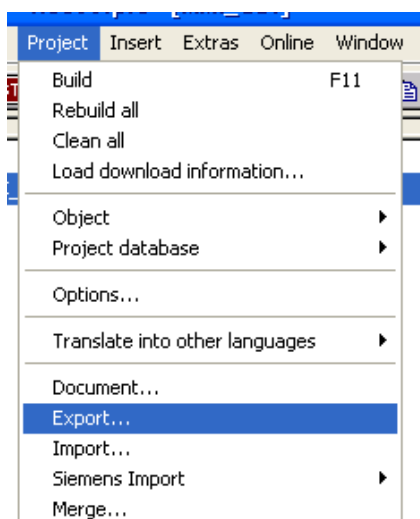 Project Insert Extras Online Window
Build F11
Rebuild all
Clean all
Load download information...
Object
Project database
Options...
Translate into other languages
Document...
Export...
Import...
Siemens Import
Merge...